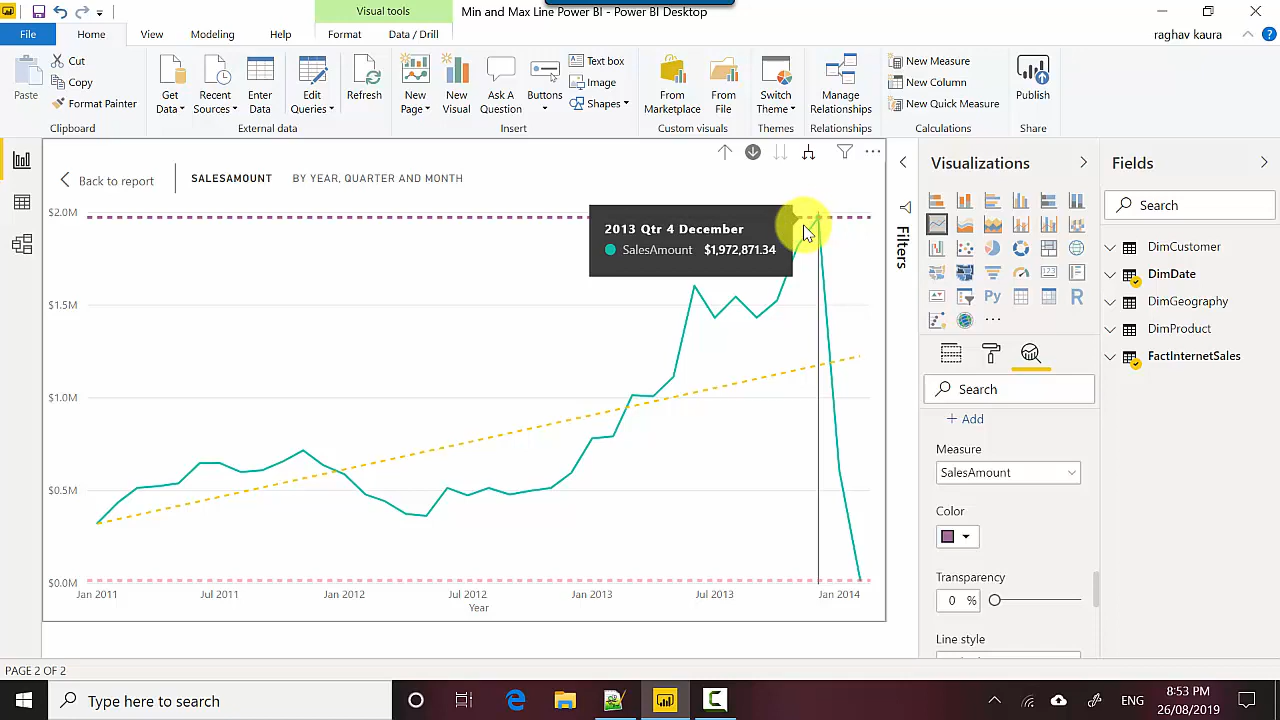 Visual tools
Min and Max Line Power BI - Power BI Desktop
File
Home
View
Modeling
Help
Format
Data / Drill
raghav kaura
Paste
Cut
Copy
Format Painter
Clipboard
Get Data
Recent Sources
Enter Data
Edit Queries
Refresh
External data
New Page
New Visual
Ask A Question
Buttons
Text box
Image
Shapes
Insert
From Marketplace
From File
Custom visuals
Switch Theme
Themes
Manage Relationships
Relationships
New Measure
New Column
New Quick Measure
Calculations
Publish
Share
Back to report
SALESAMOUNT
BY YEAR, QUARTER AND MONTH
$2.0M
$1.5M
$1.0M
$0.5M
$0.0M
2013 Qtr 4 December
SalesAmount $1,972,871.34
Jan 2011
Jul 2011
Jan 2012
Jul 2012
Jan 2013
Jul 2013
Jan 2014
Year
Filters
Visualizations
Py
R
Search
+ Add
Measure
SalesAmount
Color
Transparency
0 %
Line style
Fields
Search
DimCustomer
DimDate
DimGeography
DimProduct
FactInternetSales
PAGE 2 OF 2
Type here to search
ENG
8:53 PM
26/08/2019